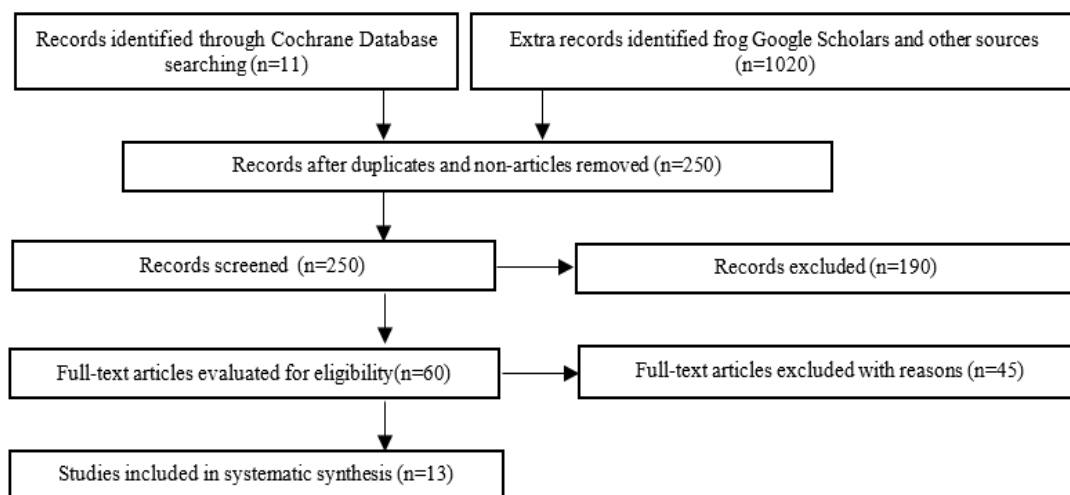 Records identified through Cochrane Database
searching (n=11)
Extra records identified frog Google Scholars and other sources
(n=1020)
Records after duplicates and non-articles removed (n=250)
Records screened (n=250)
Records excluded (n=190)
Full-text articles evaluated for eligibility(n=60)
Full-text articles excluded with reasons (n=45)
Studies included in systematic synthesis (n=13)